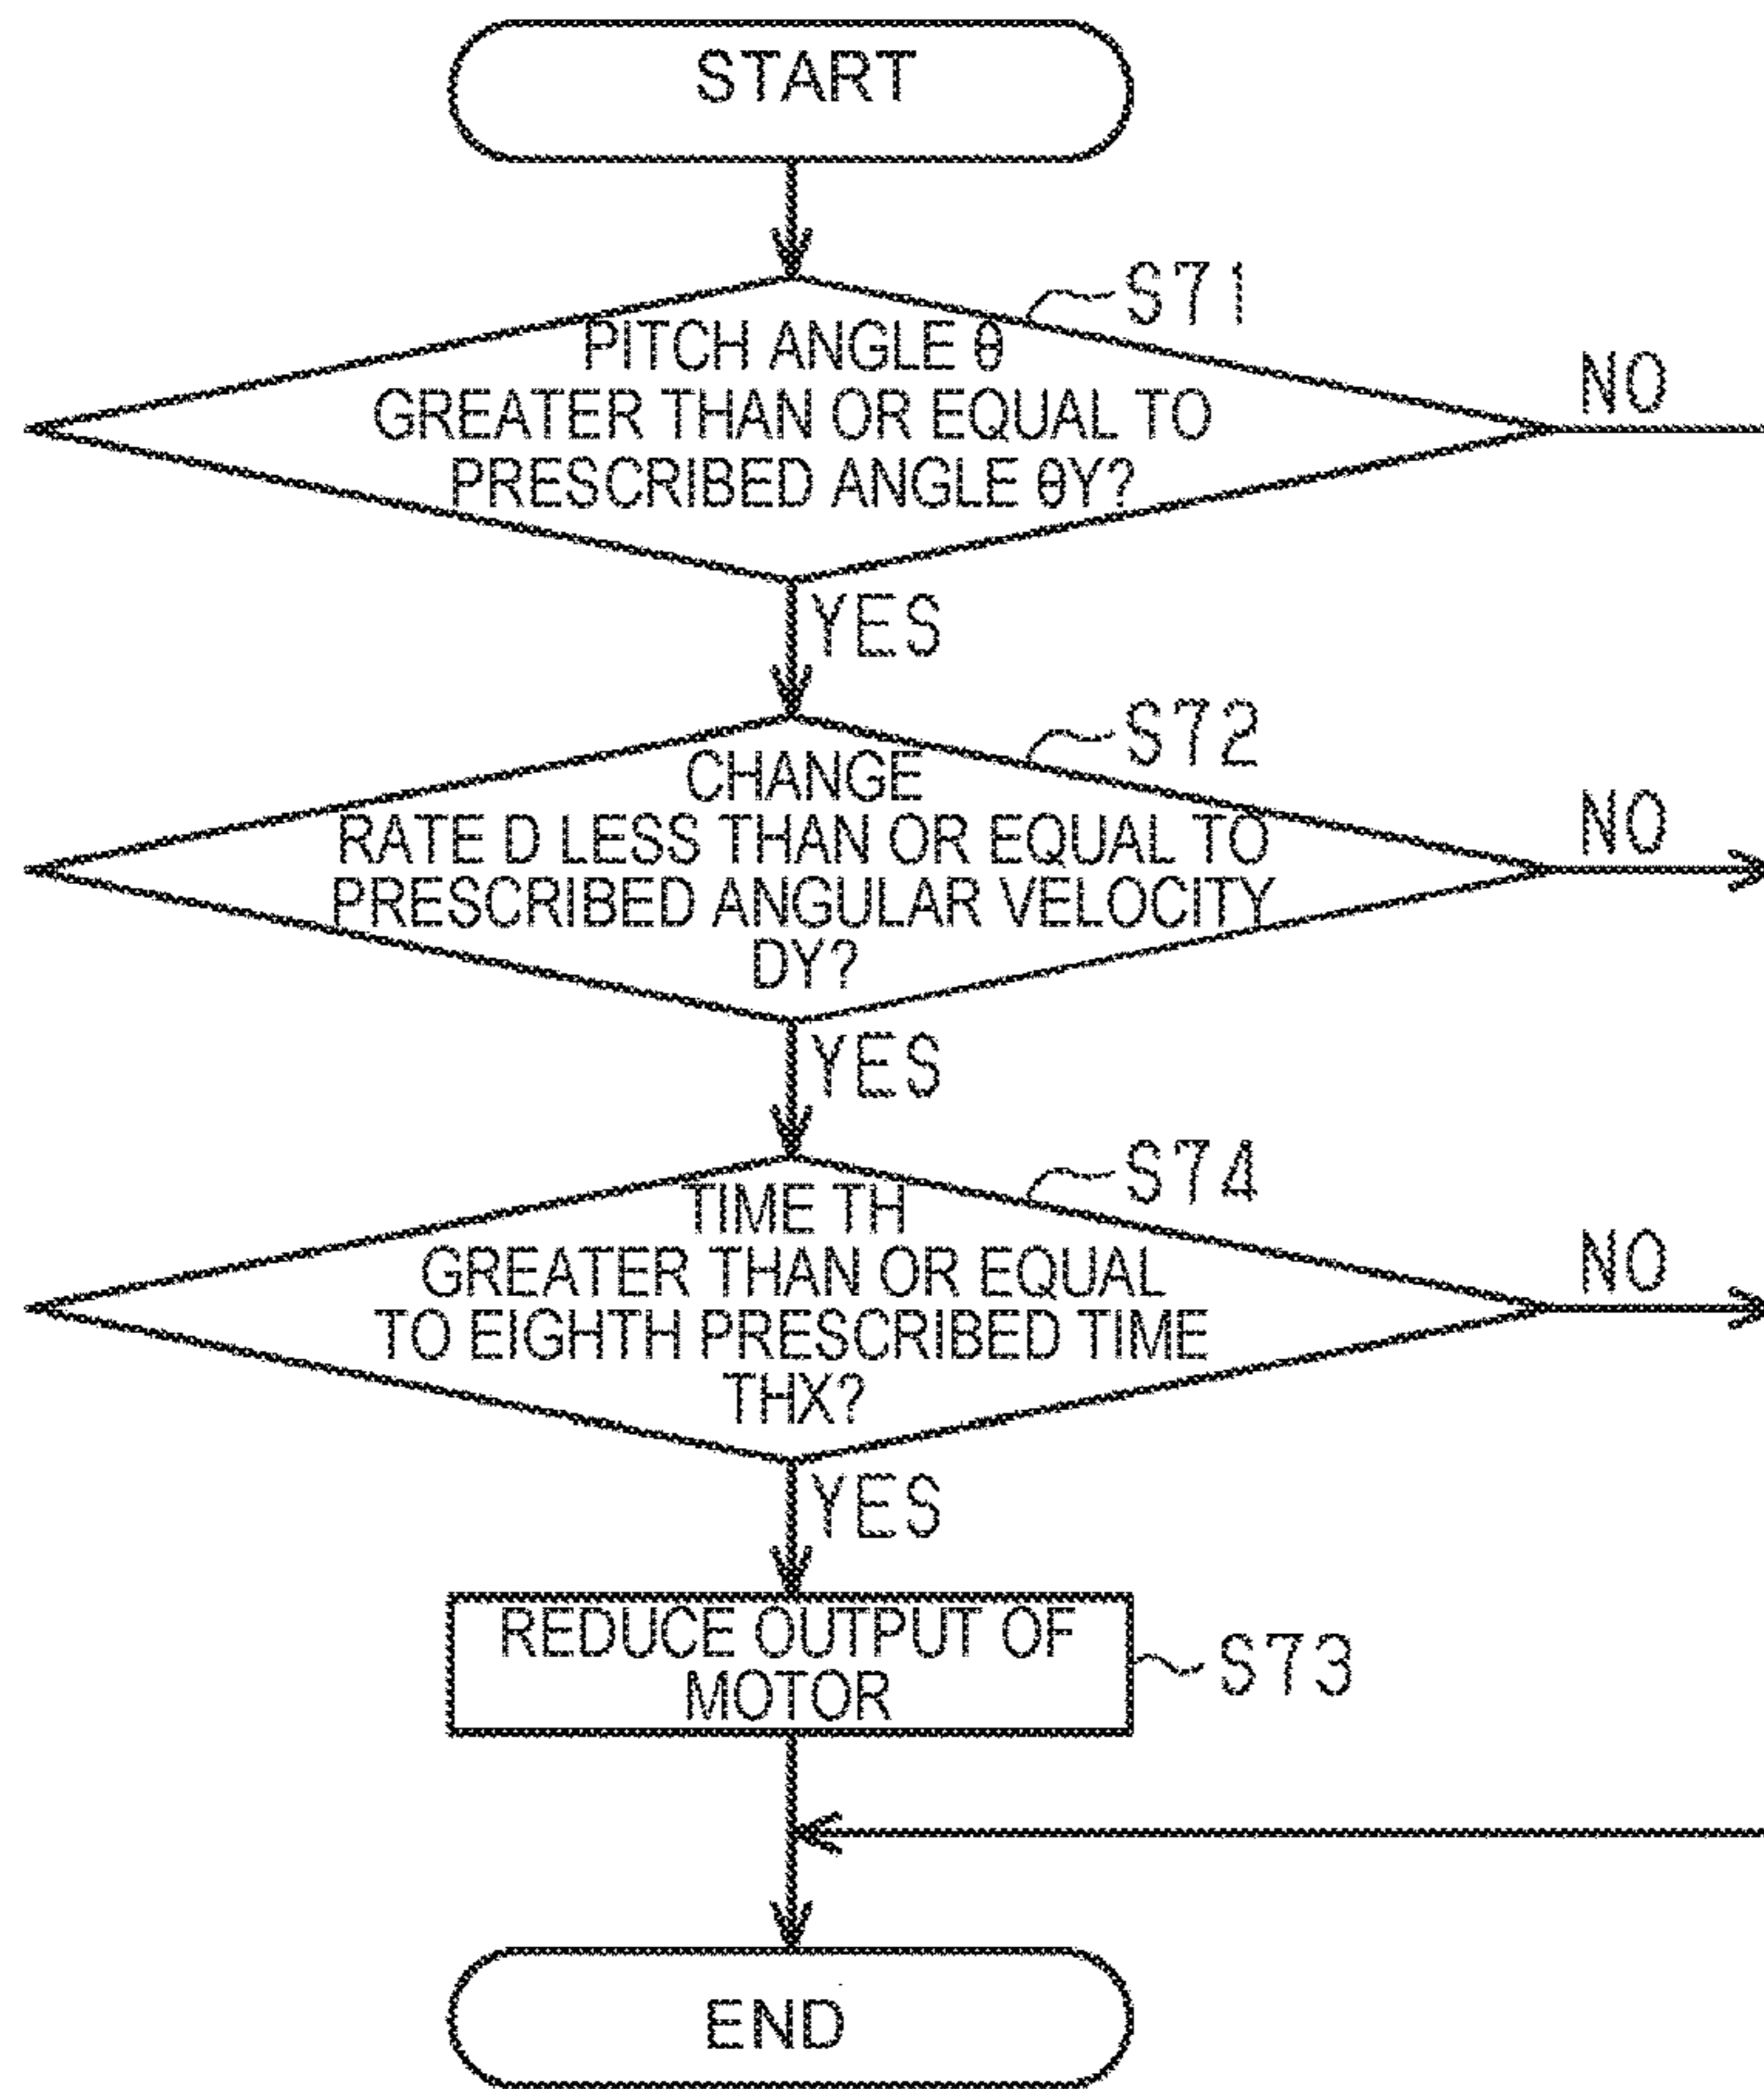 START
S71
PITCH ANGLE θ
GREATER THAN OR EQUAL TO
PRESCRIBED ANGLE θY?
NO
YES
S72
CHANGE
RATE D LESS THAN OR EQUAL TO
PRESCRIBED ANGULAR VELOCITY
DY?
NO
YES
S74
TIME TH
GREATER THAN OR EQUAL
TO EIGHTH PRESCRIBED TIME
THX?
NO
YES
REDUCE OUTPUT OF
MOTOR
S73
END